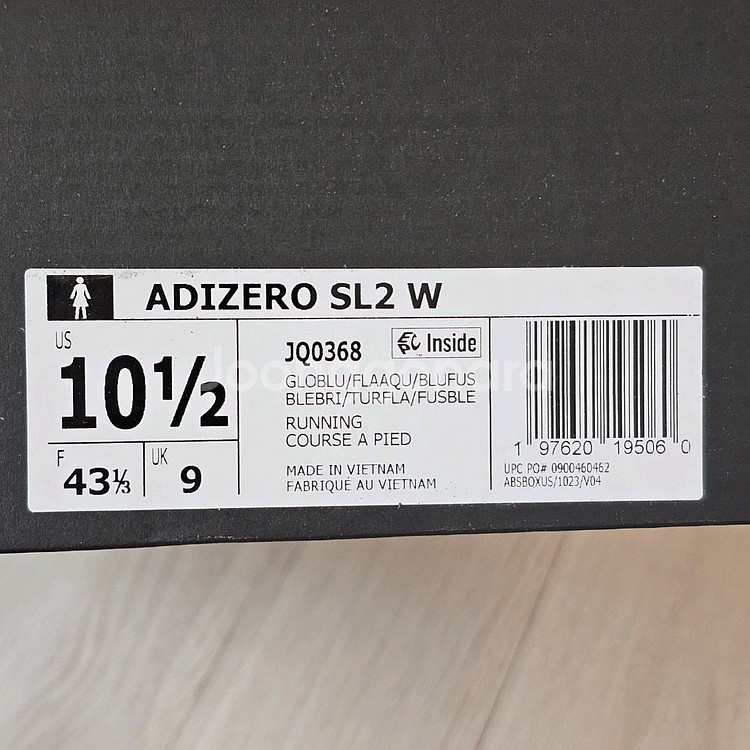 ADIZERO SL2 W
US
10½
F
43⅓
UK
9
JQ0368
Inside
GLOBLU/FLAAQU/BLUFUS
BLEBRI/TURFLA/FUSBLE
RUNNING
COURSE A PIED
MADE IN VIETNAM
FABRIQUÉ AU VIETNAM
1 97620 19506 0
UPC PO# 0900460462
ABSBOXUS/1023/V04